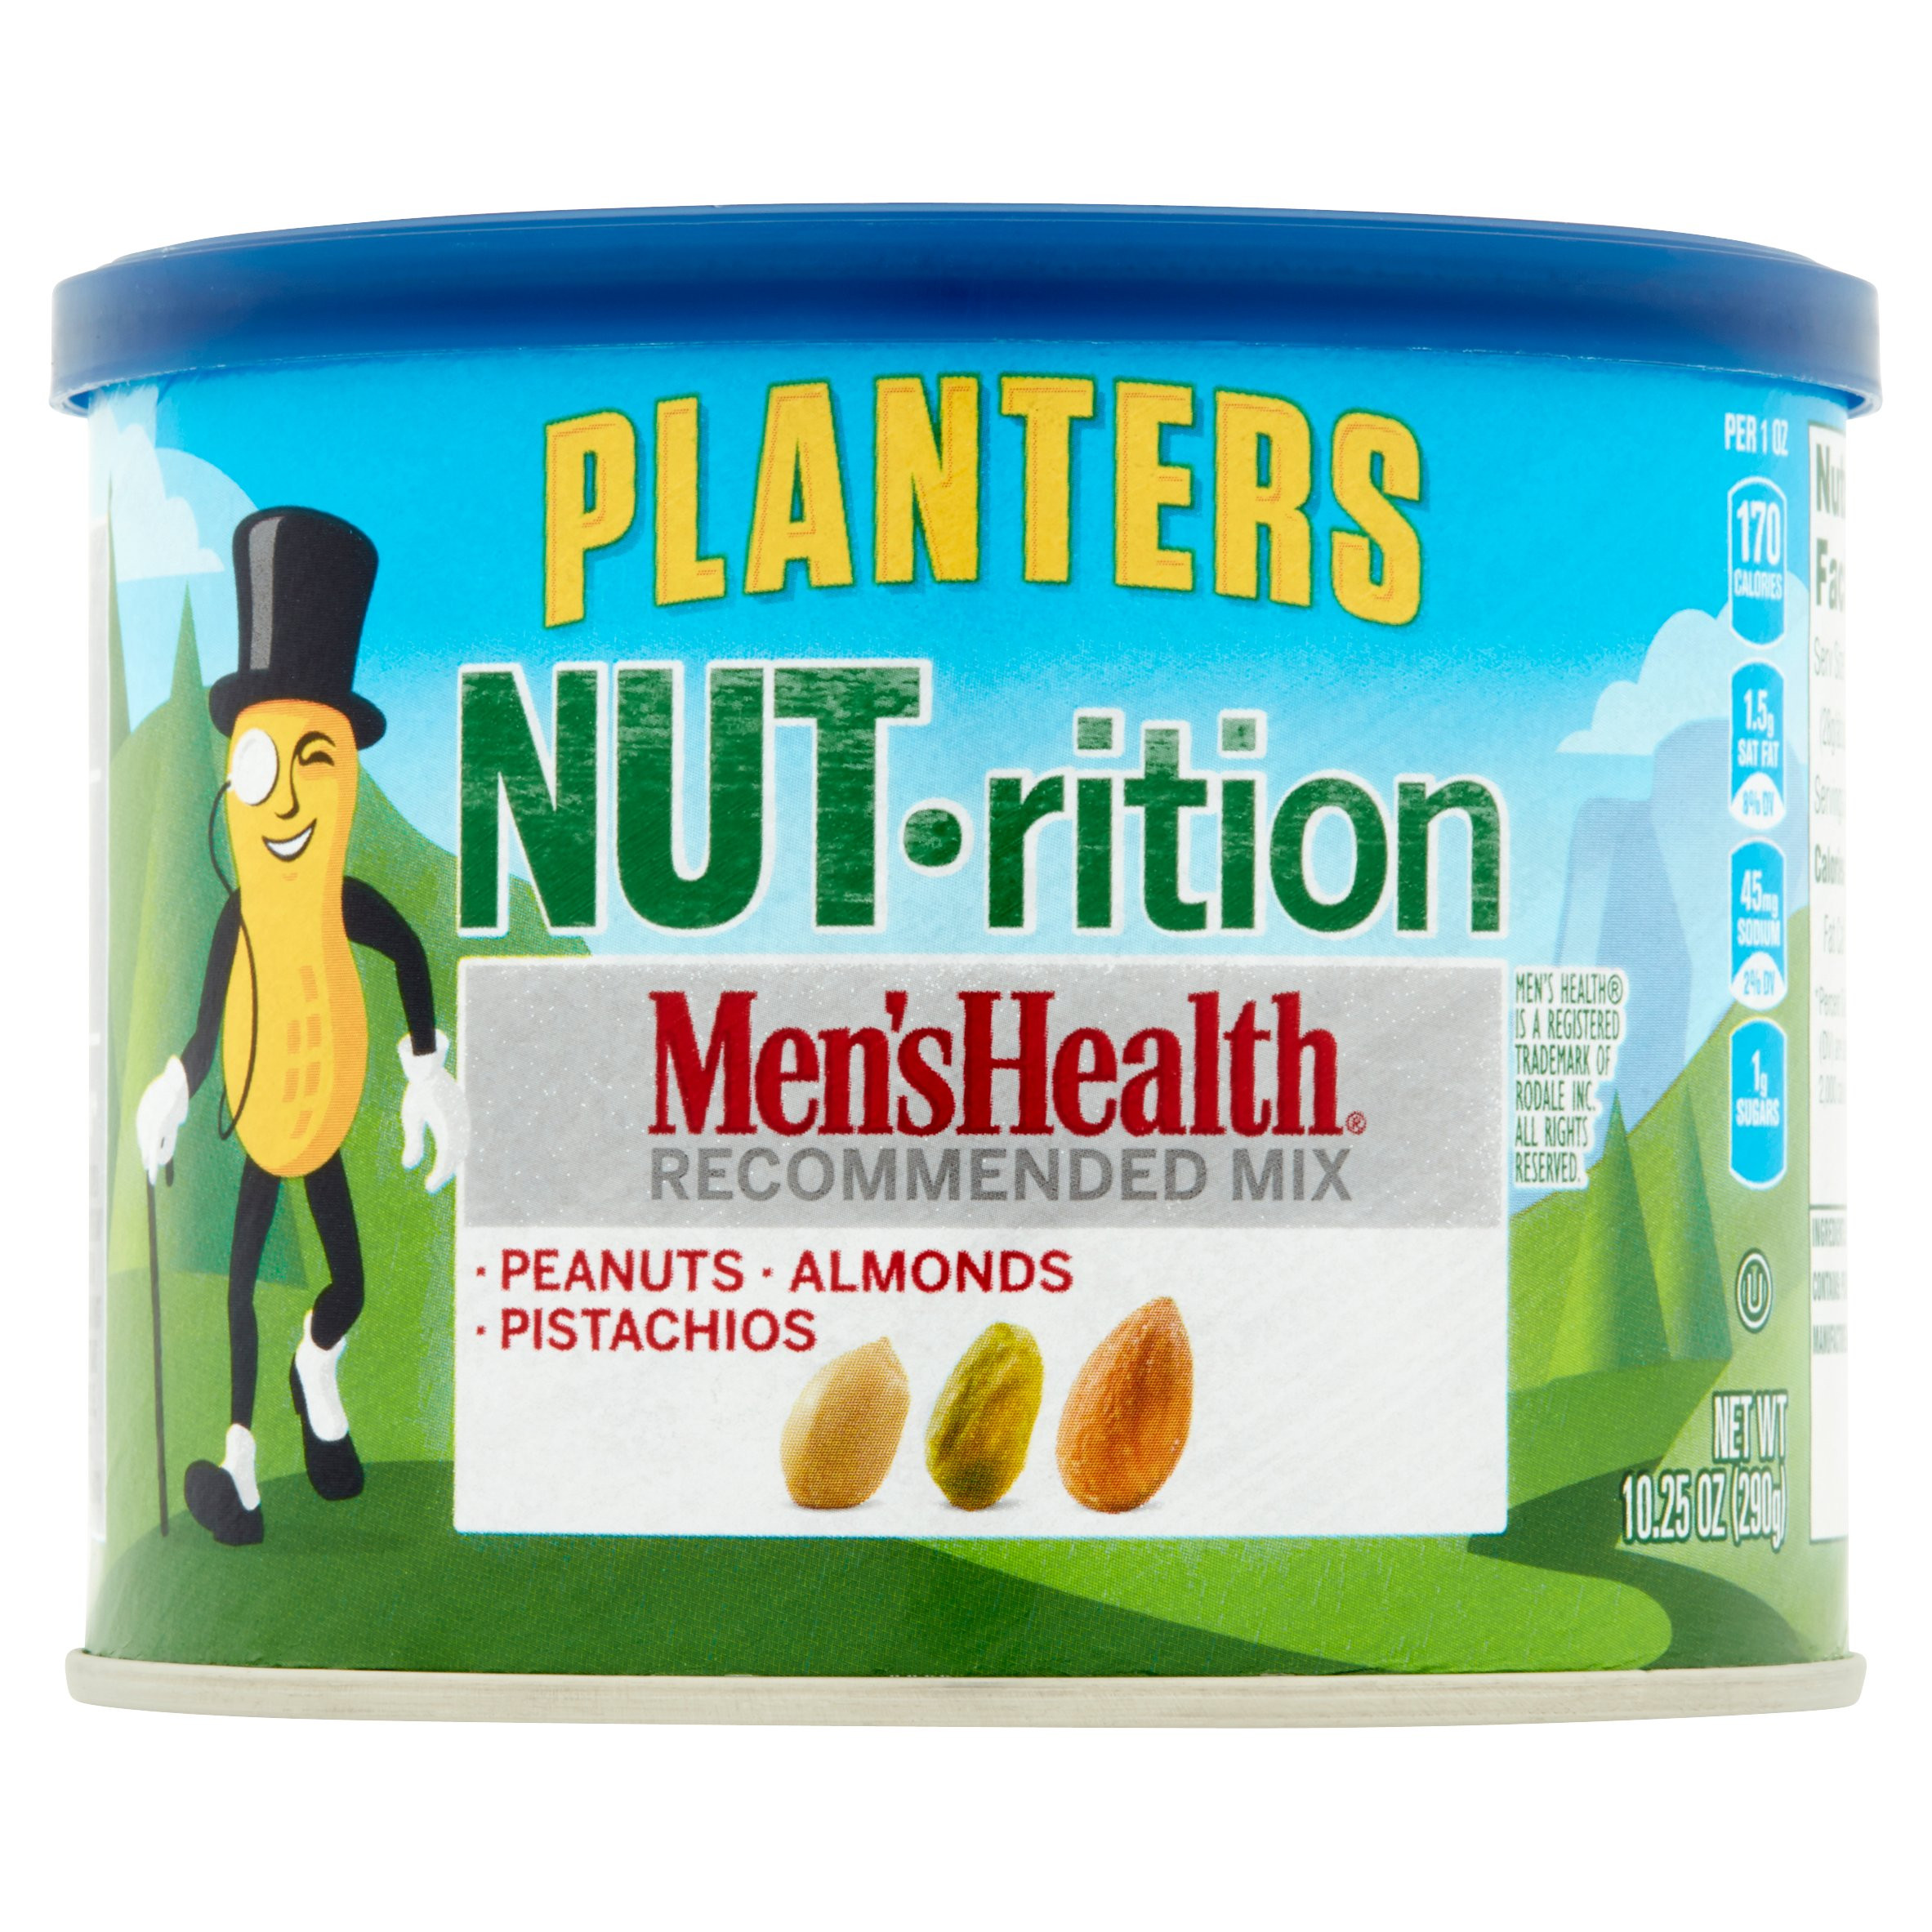 PLANTERS
NUT•rition
Men'sHealth®
RECOMMENDED MIX
· PEANUTS · ALMONDS
· PISTACHIOS
MEN'S HEALTH®
IS A REGISTERED
TRADEMARK OF
RODALE INC.
ALL RIGHTS
RESERVED.
PER 1 OZ
170
CALORIES
1.5g
SAT FAT
8% DV
45mg
SODIUM
2% DV
1g
SUGARS
U
NET WT
10.25 OZ (290g)